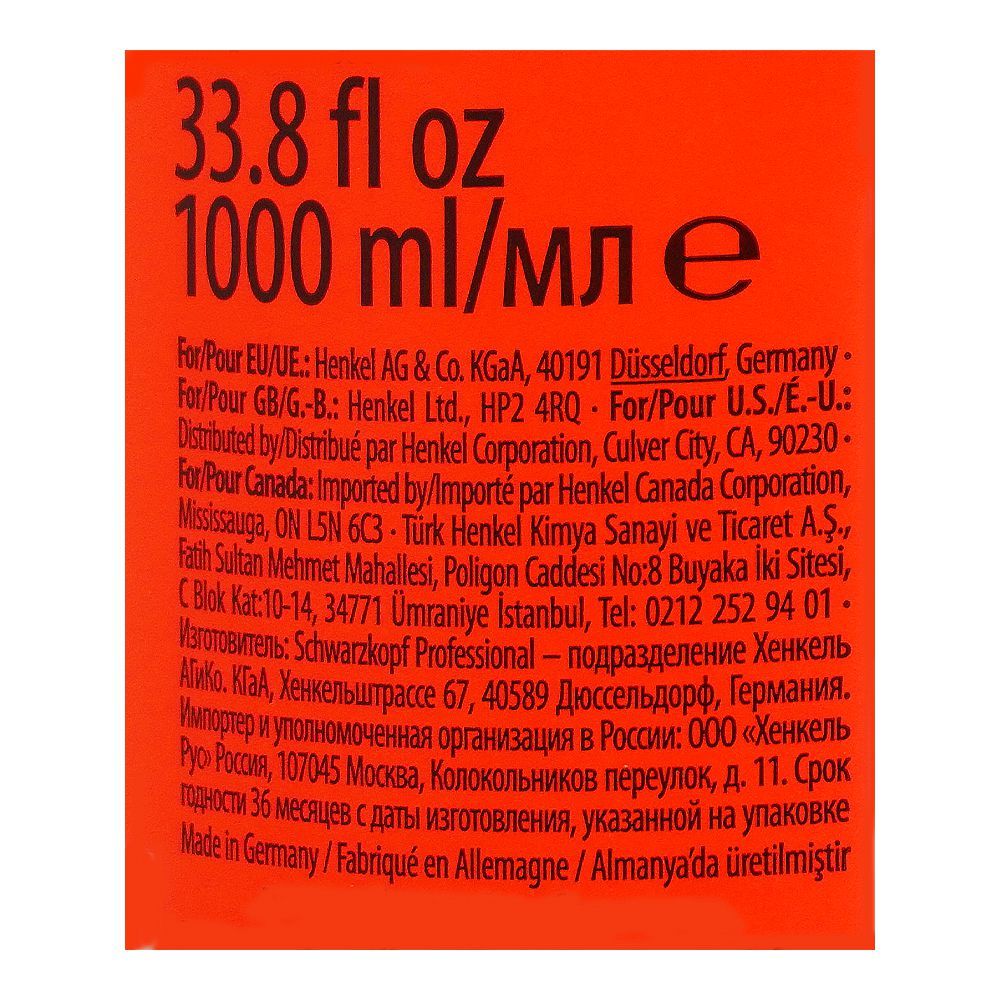 33.8 fl oz
1000 ml/мл ℮
For/Pour EU/UE.: Henkel AG & Co. KGaA, 40191 Düsseldorf, Germany ·
For/Pour GB/G.-B.: Henkel Ltd., HP2 4RQ · For/Pour U.S./É.-U.:
Distributed by/Distribué par Henkel Corporation, Culver City, CA, 90230 ·
For/Pour Canada: Imported by/Importé par Henkel Canada Corporation,
Mississauga, ON L5N 6C3 · Türk Henkel Kimya Sanayi ve Ticaret A.Ş.,
Fatih Sultan Mehmet Mahallesi, Poligon Caddesi No:8 Buyaka İki Sitesi,
C Blok Kat:10-14, 34771 Ümraniye İstanbul, Tel: 0212 252 94 01 ·
Изготовитель: Schwarzkopf Professional – подразделение Хенкель
АГиКо. КГаА, Хенкельштрассе 67, 40589 Дюссельдорф, Германия.
Импортер и уполномоченная организация в России: ООО «Хенкель
Рус» Россия, 107045 Москва, Колокольников переулок, д. 11. Срок
годности 36 месяцев с даты изготовления, указанной на упаковке
Made in Germany / Fabriqué en Allemagne / Almanya'da üretilmiştir